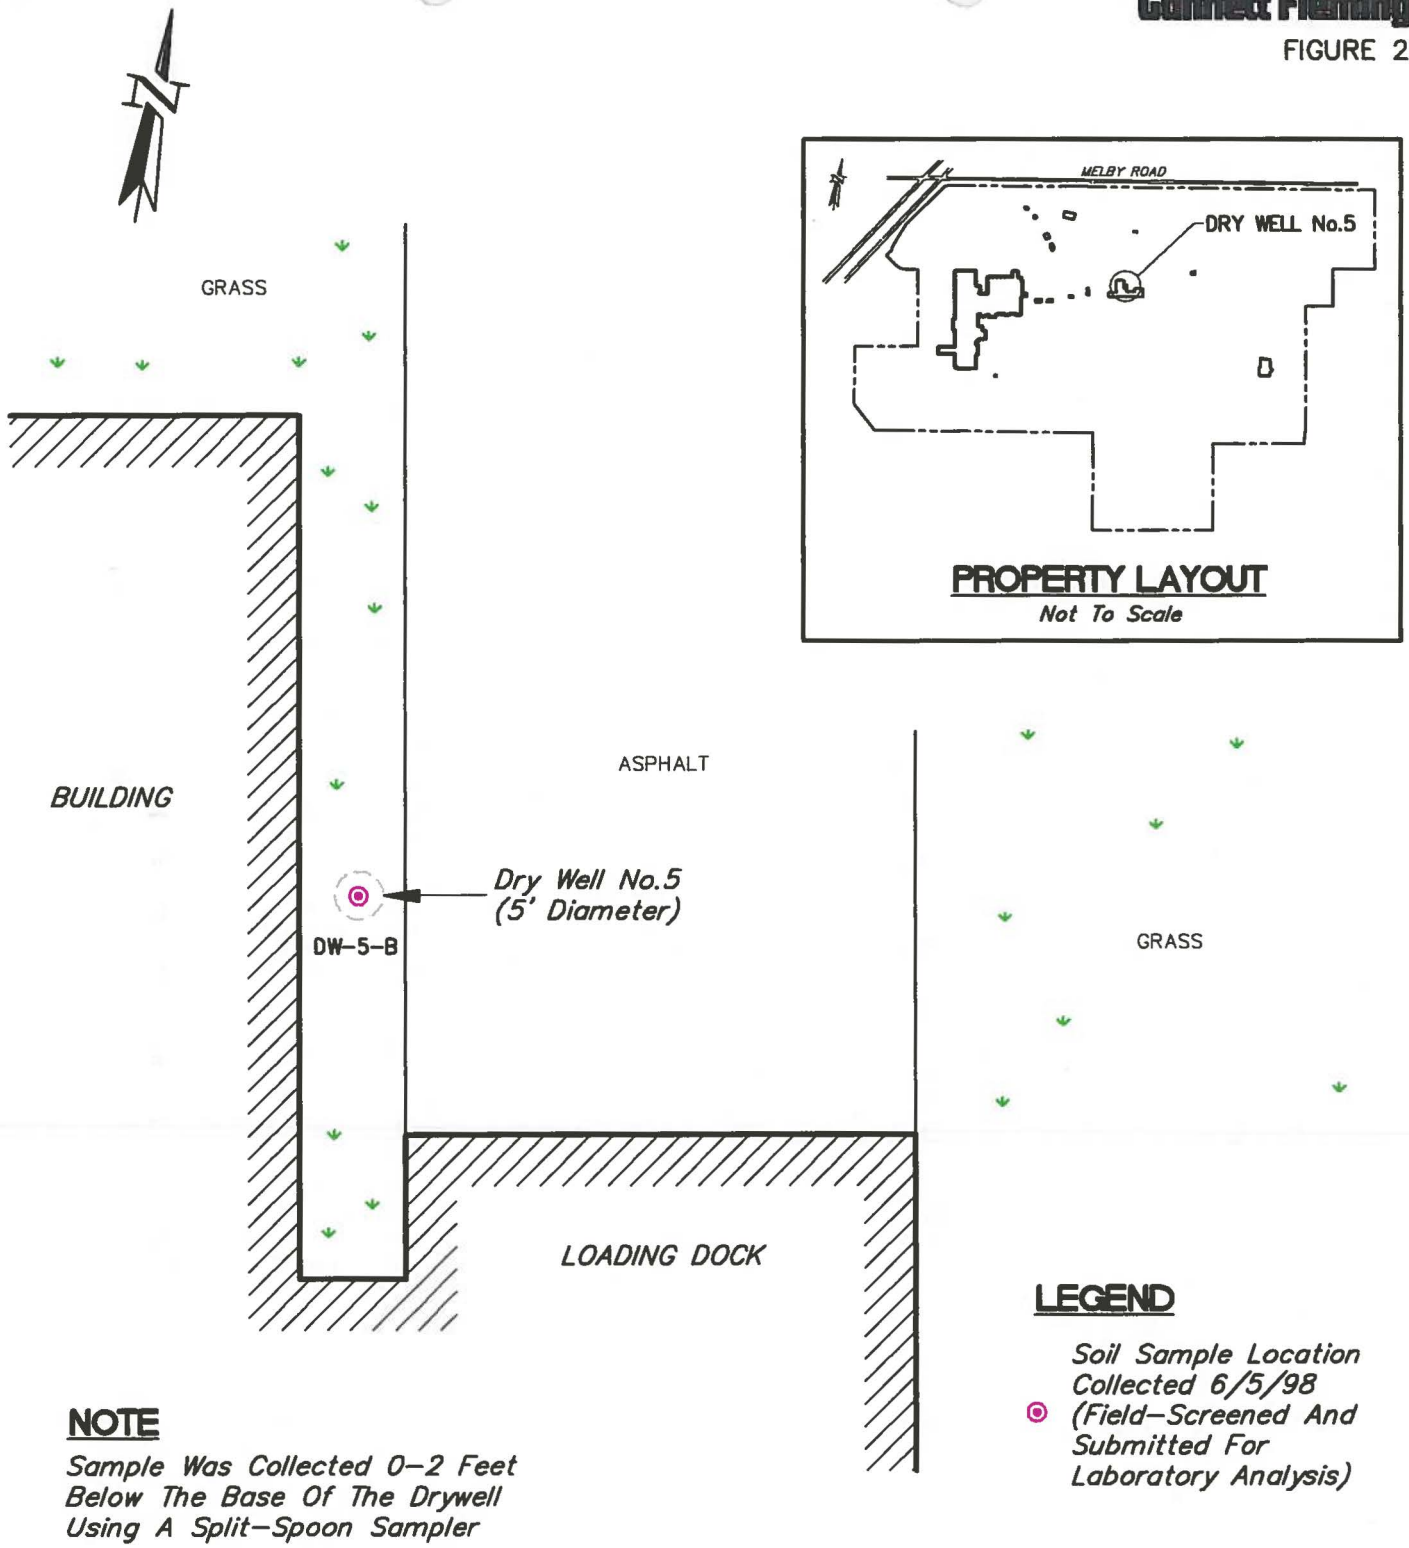 Gannett Fleming
FIGURE 2
N
N
MELBY ROAD
DRY WELL No.5
PROPERTY LAYOUT
Not To Scale
GRASS
ASPHALT
BUILDING
Dry Well No.5
(5' Diameter)
DW-5-B
GRASS
LOADING DOCK
LEGEND
Soil Sample Location
Collected 6/5/98
(Field-Screened And
Submitted For
Laboratory Analysis)
NOTE
Sample Was Collected 0-2 Feet
Below The Base Of The Drywell
Using A Split-Spoon Sampler